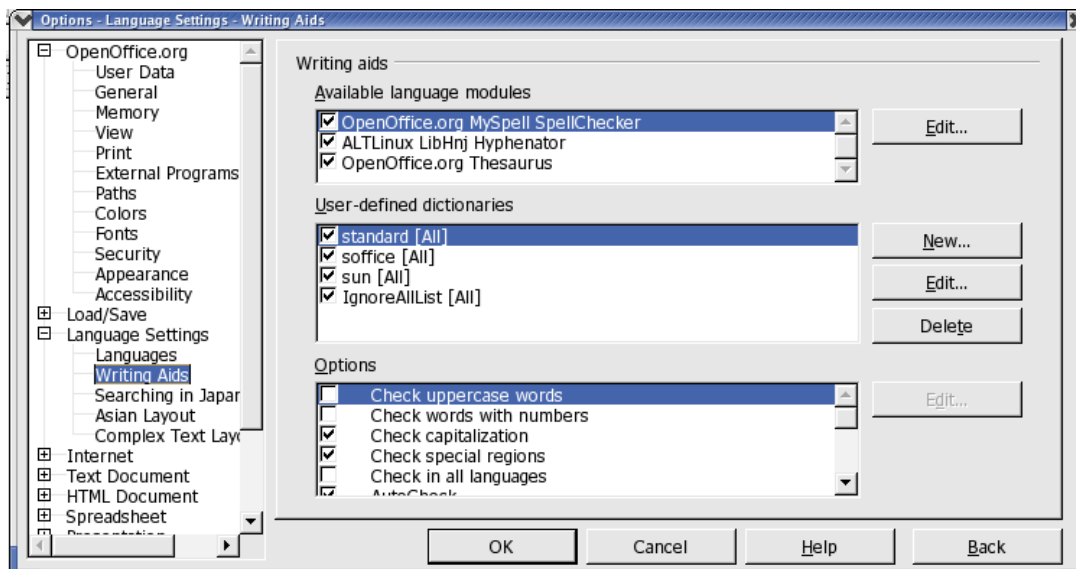 Options - Language Settings - Writing Aids
OpenOffice.org
User Data
General
Memory
View
Print
External Programs
Paths
Colors
Fonts
Security
Appearance
Accessibility
Load/Save
Language Settings
Languages
Writing Aids
Searching in Japar
Asian Layout
Complex Text Lay
Internet
Text Document
HTML Document
Spreadsheet
Presentation
Writing aids
Available language modules
OpenOffice.org MySpell SpellChecker
ALTLinux LibHnj Hyphenator
OpenOffice.org Thesaurus
Edit...
User-defined dictionaries
standard [All]
soffice [All]
sun [All]
IgnoreAllList [All]
New...
Edit...
Delete
Options
Check uppercase words
Check words with numbers
Check capitalization
Check special regions
Check in all languages
AutoCheck
Edit...
OK
Cancel
Help
Back